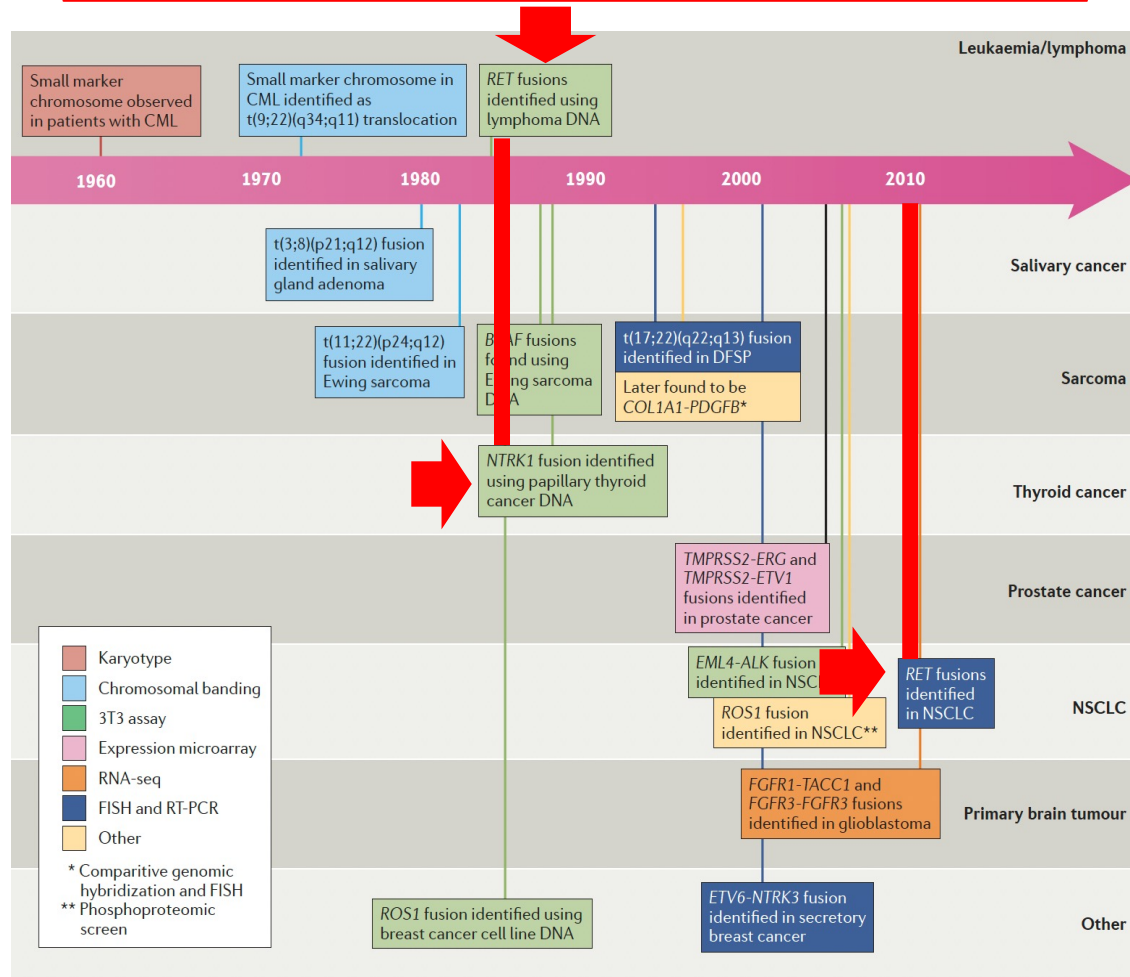 Leukaemia/lymphoma
Small marker
chromosome observed
in patients with CML
Small marker chromosome in
CML identified as
t(9;22)(q34;q11) translocation
RET fusions
identified using
lymphoma DNA
1960
1970
1980
1990
2000
2010
t(3;8)(p21;q12) fusion
identified in salivary
gland adenoma
Salivary cancer
t(11;22)(p24;q12)
fusion identified in
Ewing sarcoma
fusions
using
Ewing sarcoma
t(17;22)(q22;q13) fusion
identified in DFSP
Later found to be
COL1A1-PDGFB*
Sarcoma
NTRK1 fusion identified
using papillary thyroid
cancer DNA
Thyroid cancer
TMPRSS2-ERG and
TMPRSS2-ETV1
fusions identified
in prostate cancer
Prostate cancer
EML4-ALK fusion
identified in
ROS1 fusion
identified in NSCLC**
RET fusions
identified
in NSCLC
NSCLC
FGFR1-TACC1 and
FGFR3-FGFR3 fusions
identified in glioblastoma
Primary brain tumour
ROS1 fusion identified using
breast cancer cell line DNA
ETV6-NTRK3 fusion
identified in secretory
breast cancer
Other
Karyotype
Chromosomal banding
3T3 assay
Expression microarray
RNA-seq
FISH and RT-PCR
Other
* Comparitive genomic
hybridization and FISH
** Phosphoproteomic
screen